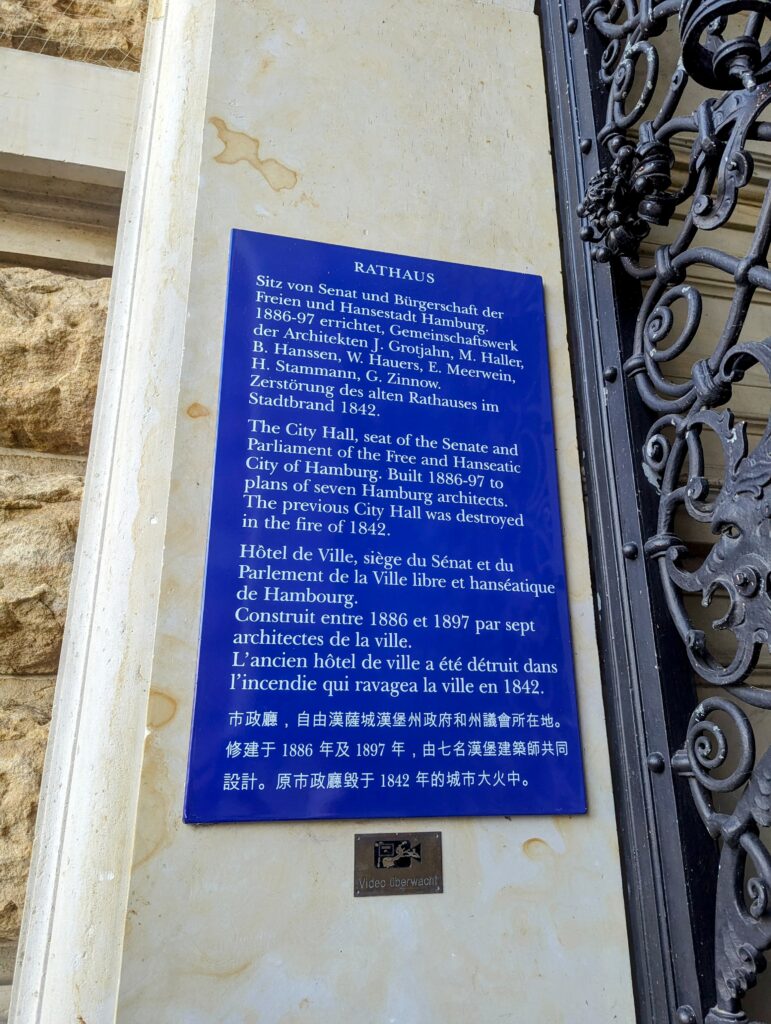 RATHAUS
Sitz von Senat und Bürgerschaft der
Freien und Hansestadt Hamburg.
1886-97 errichtet, Gemeinschaftswerk
der Architekten J. Grotjahn, M. Haller,
B. Hanssen, W. Hauers, E. Meerwein,
H. Stammann, G. Zinnow.
Zerstörung des alten Rathauses im
Stadtbrand 1842.
The City Hall, seat of the Senate and
Parliament of the Free and Hanseatic
City of Hamburg. Built 1886-97 to
plans of seven Hamburg architects.
The previous City Hall was destroyed
in the fire of 1842.
Hôtel de Ville, siège du Sénat et du
Parlement de la Ville libre et hanséatique
de Hambourg.
Construit entre 1886 et 1897 par sept
architectes de la ville.
L’ancien hôtel de ville a été détruit dans
l’incendie qui ravagea la ville en 1842.
市政廳，自由漢薩城漢堡州政府和州議會所在地。
修建于 1886 年及 1897 年，由七名漢堡建築師共同
設計。原市政廳毀于 1842 年的城市大火中。
Video überwacht